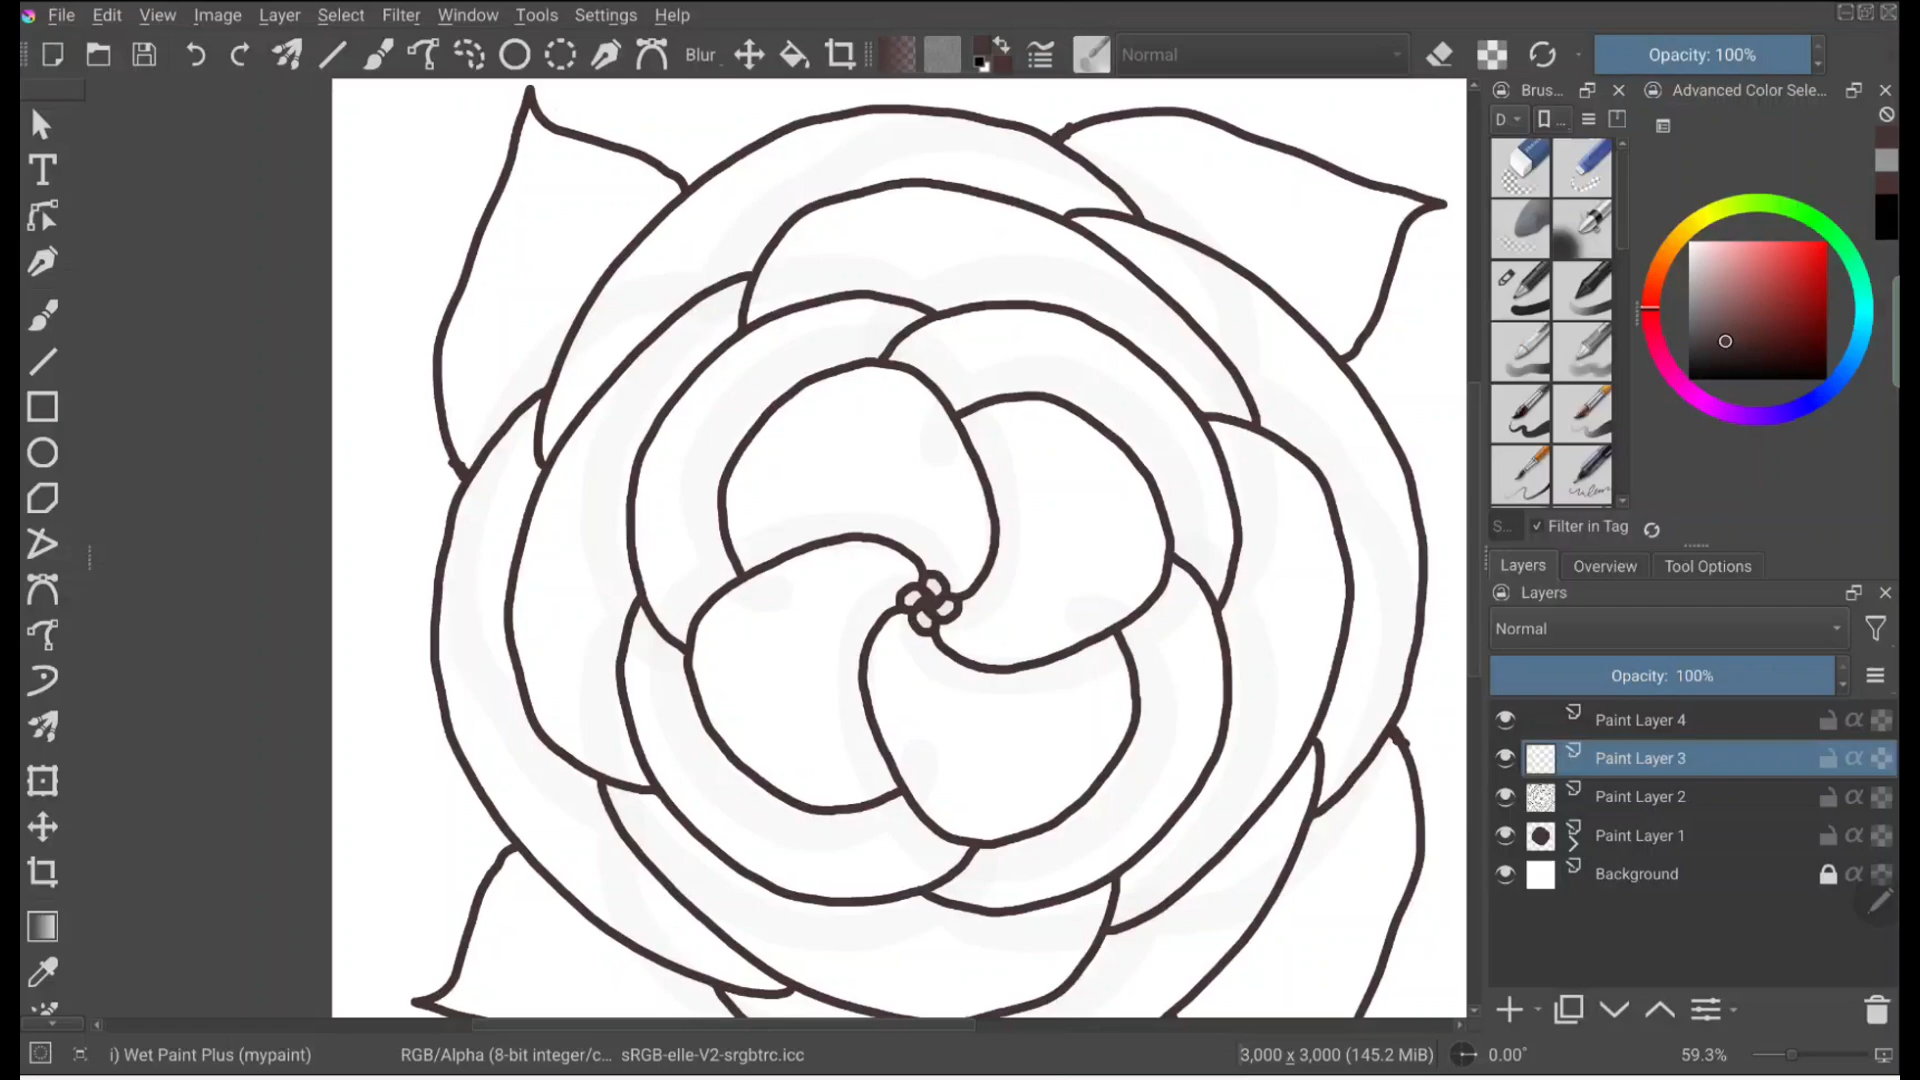 File Edit View Image Layer Select Filter Window Tools Settings Help
Blur Normal Opacity: 100%
Brus... Advanced Color Sele...
D ...
S... Filter in Tag
Layers Overview Tool Options
Layers
Normal
Opacity: 100%
Paint Layer 4
Paint Layer 3
Paint Layer 2
Paint Layer 1
Background
i) Wet Paint Plus (mypaint) RGB/Alpha (8-bit integer/c... sRGB-elle-V2-srgbtrc.icc 3,000 x 3,000 (145.2 MiB) 0.00° 59.3%